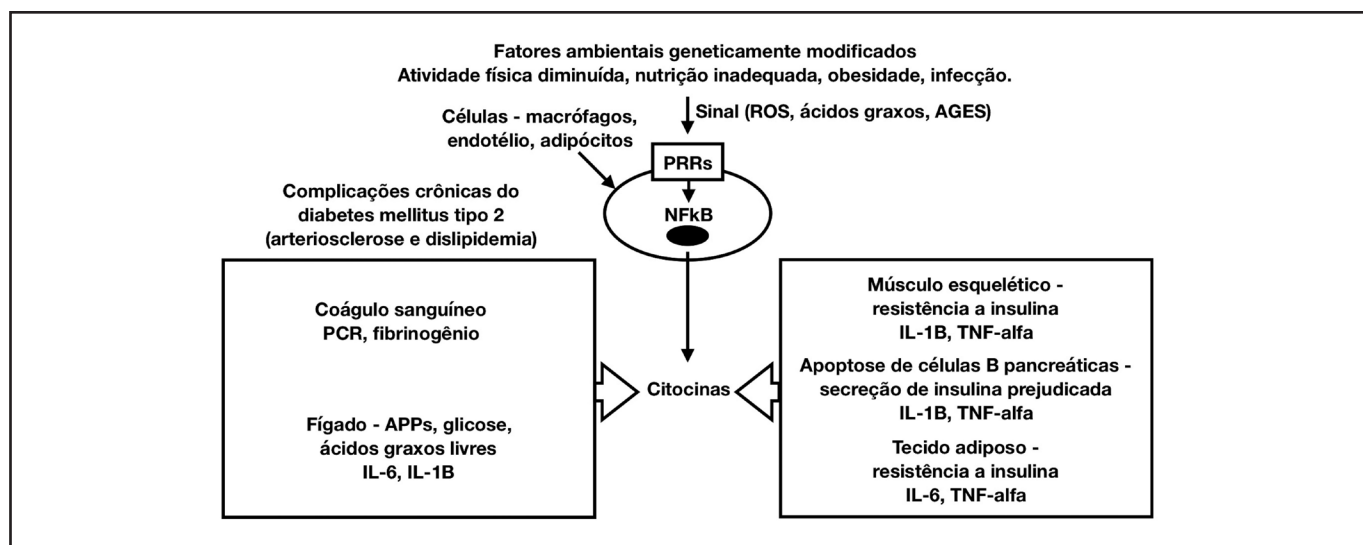 Fatores ambientais geneticamente modificados
Atividade física diminuída, nutrição inadequada, obesidade, infecção.
Sinal (ROS, ácidos graxos, AGES)
Células - macrófagos,
endotélio, adipócitos
PRRs
NFkB
Complicações crônicas do
diabetes mellitus tipo 2
(arteriosclerose e dislipidemia)
Coágulo sanguíneo
PCR, fibrinogênio
Fígado - APPs, glicose,
ácidos graxos livres
IL-6, IL-1B
Citocinas
Músculo esquelético -
resistência a insulina
IL-1B, TNF-alfa
Apoptose de células B pancreáticas -
secreção de insulina prejudicada
IL-1B, TNF-alfa
Tecido adiposo -
resistência a insulina
IL-6, TNF-alfa